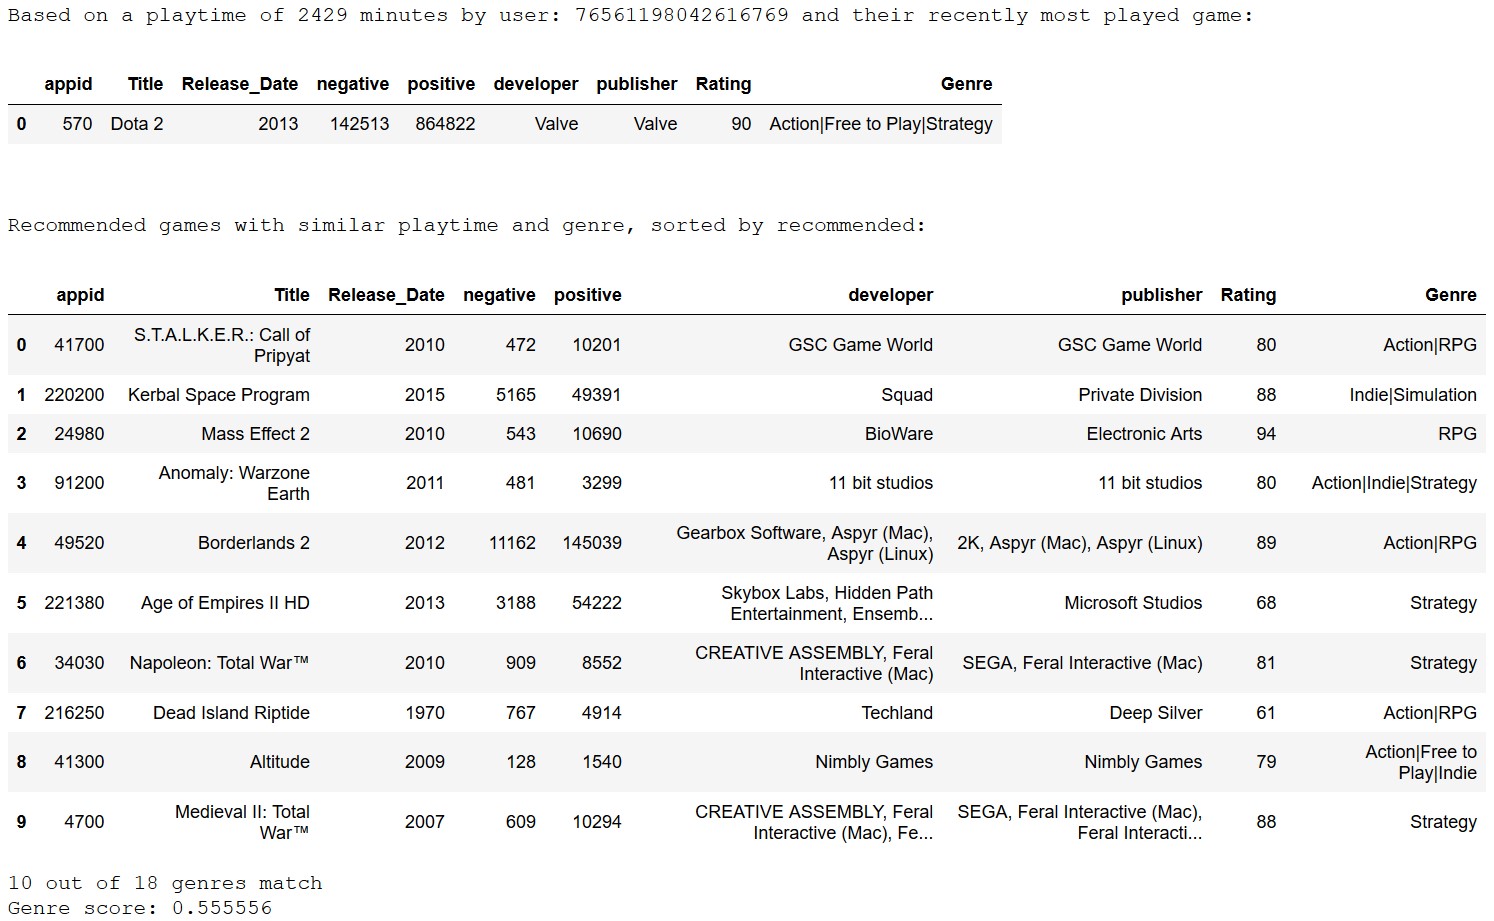 Based on a playtime of 2429 minutes by user: 76561198042616769 and their recently most played game:
appid Title Release_Date negative positive developer publisher Rating Genre
0 570 Dota 2 2013 142513 864822 Valve Valve 90 Action|Free to Play|Strategy
Recommended games with similar playtime and genre, sorted by recommended:
appid Title Release_Date negative positive developer publisher Rating Genre
0 41700 S.T.A.L.K.E.R.: Call of
Pripyat 2010 472 10201 GSC Game World GSC Game World 80 Action|RPG
1 220200 Kerbal Space Program 2015 5165 49391 Squad Private Division 88 Indie|Simulation
2 24980 Mass Effect 2 2010 543 10690 BioWare Electronic Arts 94 RPG
3 91200 Anomaly: Warzone
Earth 2011 481 3299 11 bit studios 11 bit studios 80 Action|Indie|Strategy
4 49520 Borderlands 2 2012 11162 145039 Gearbox Software, Aspyr (Mac),
Aspyr (Linux) 2K, Aspyr (Mac), Aspyr (Linux) 89 Action|RPG
5 221380 Age of Empires II HD 2013 3188 54222 Skybox Labs, Hidden Path
Entertainment, Ensemb... Microsoft Studios 68 Strategy
6 34030 Napoleon: Total War™ 2010 909 8552 CREATIVE ASSEMBLY, Feral
Interactive (Mac) SEGA, Feral Interactive (Mac) 81 Strategy
7 216250 Dead Island Riptide 1970 767 4914 Techland Deep Silver 61 Action|RPG
8 41300 Altitude 2009 128 1540 Nimbly Games Nimbly Games 79 Action|Free to
Play|Indie
9 4700 Medieval II: Total
War™ 2007 609 10294 CREATIVE ASSEMBLY, Feral
Interactive (Mac), Fe... SEGA, Feral Interactive (Mac),
Feral Interacti... 88 Strategy
10 out of 18 genres match
Genre score: 0.555556